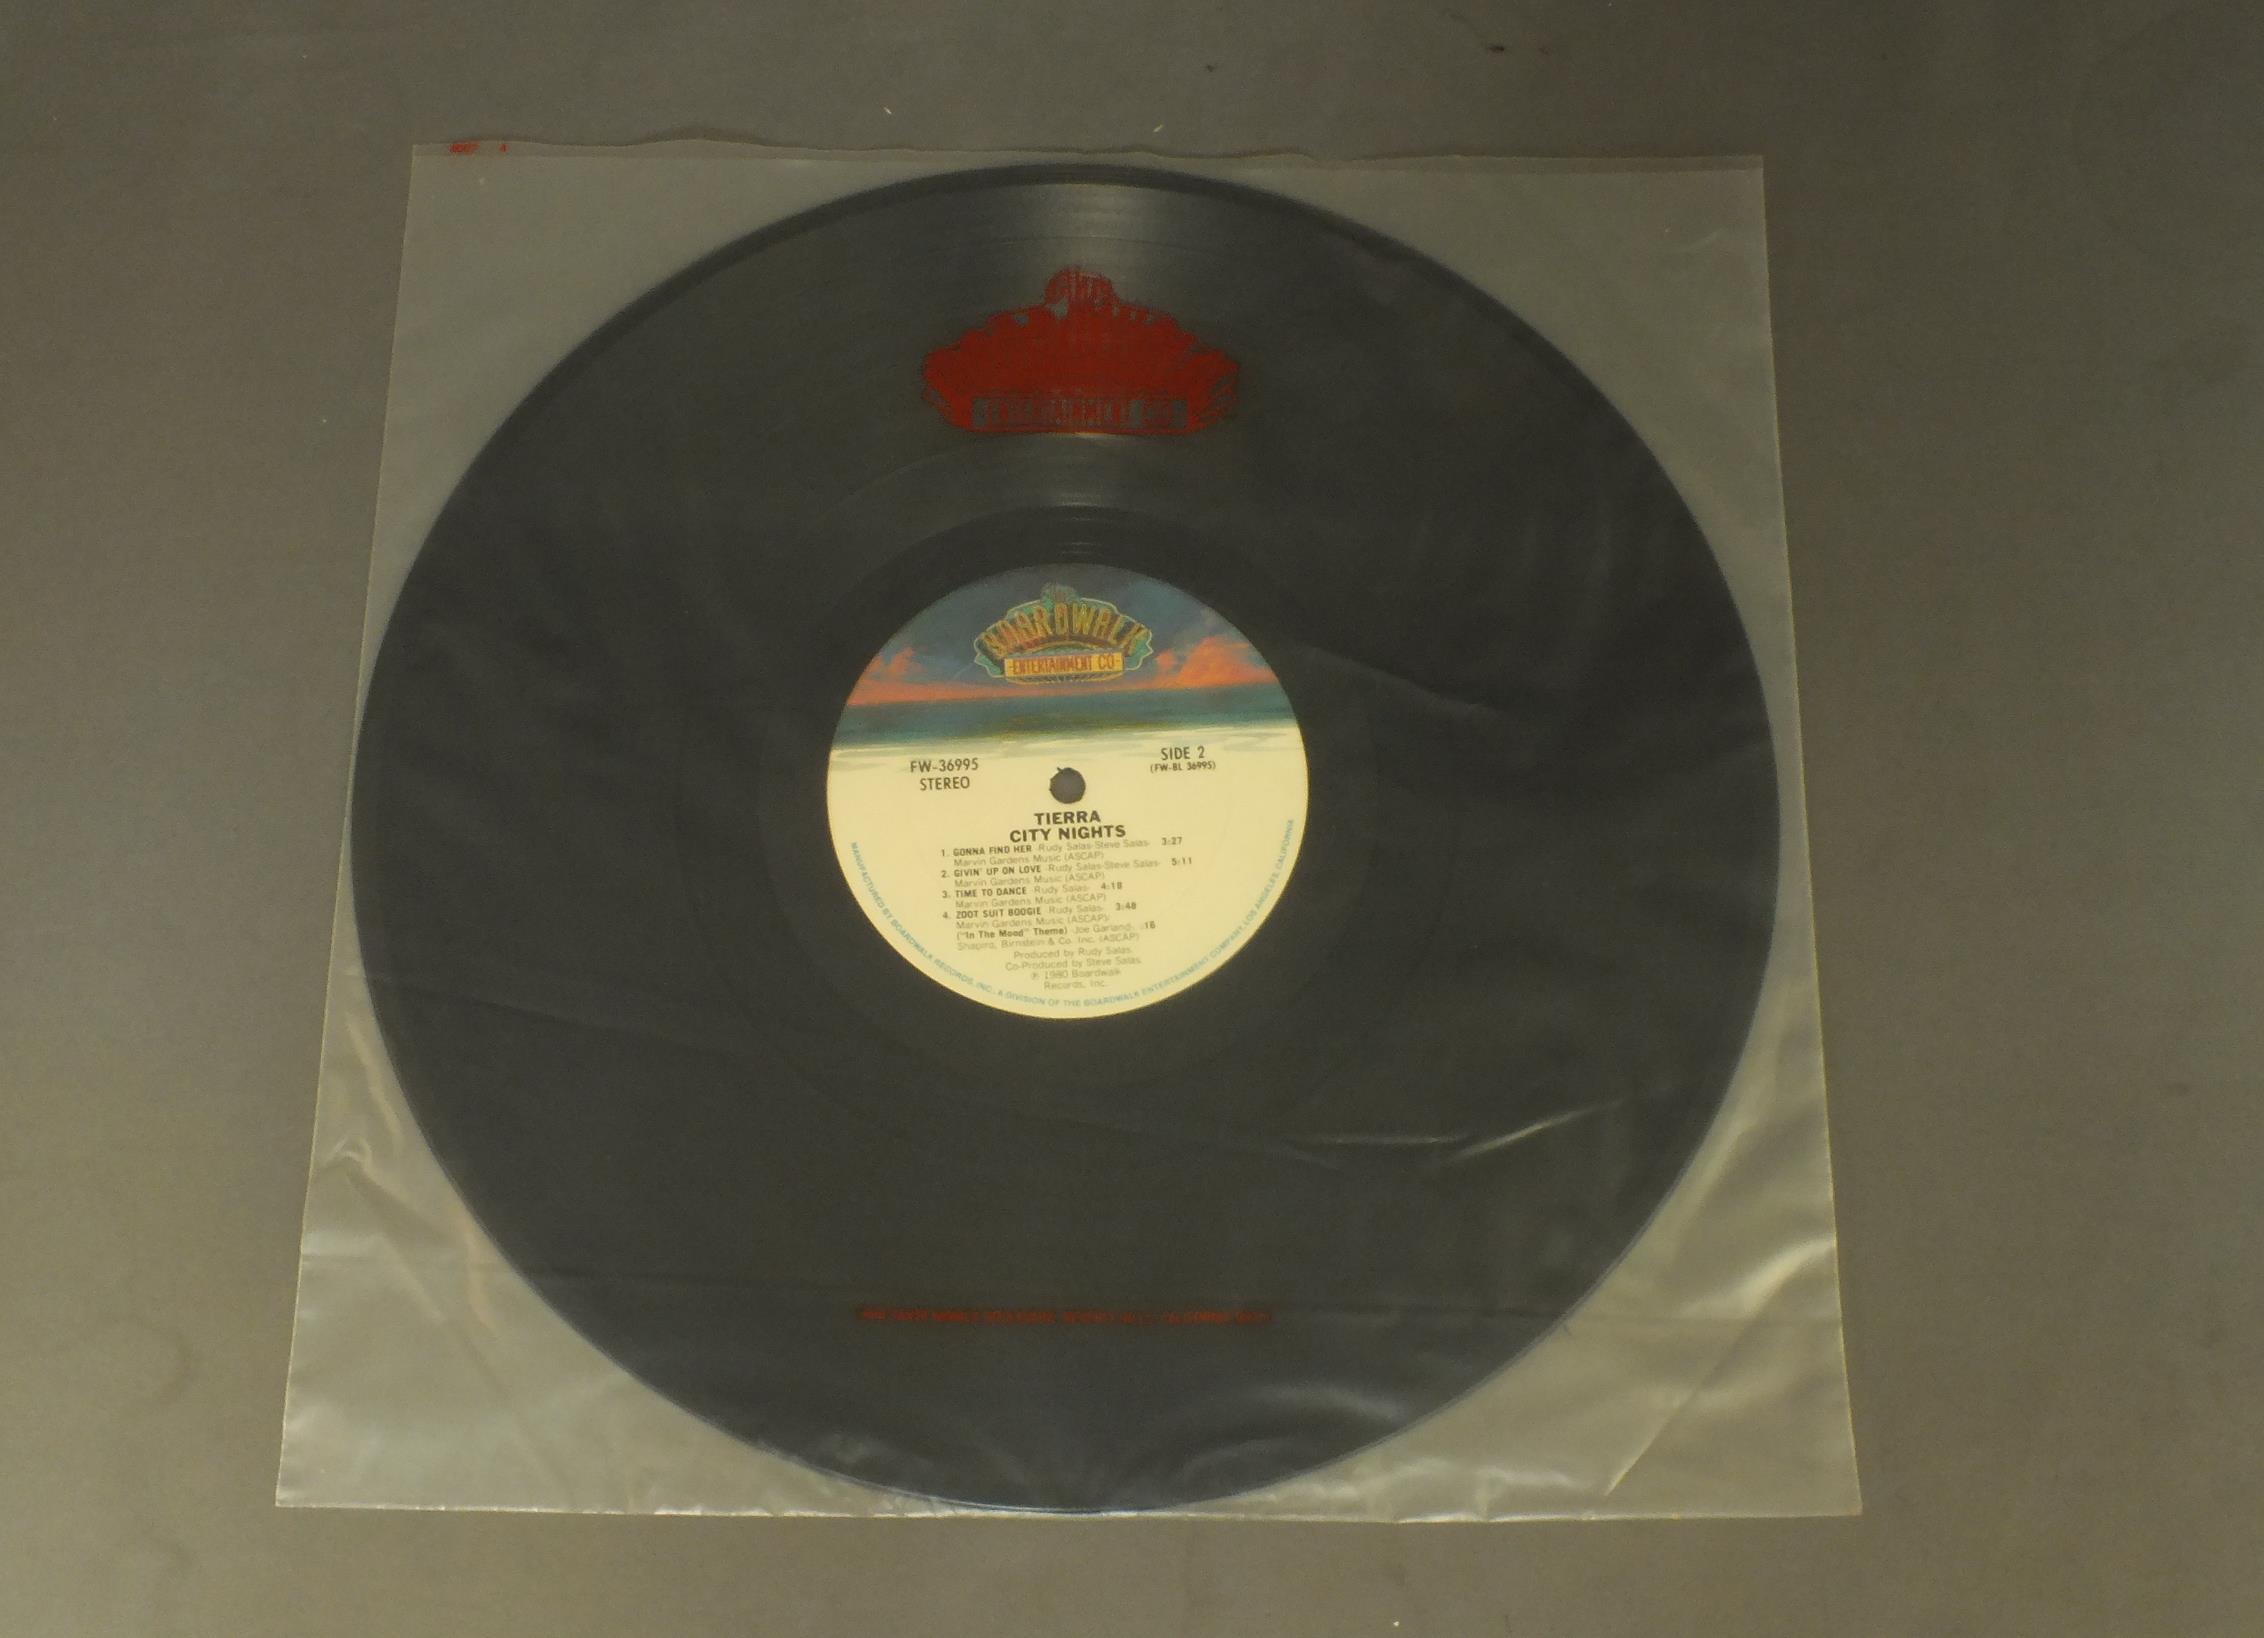 THE
BOARDWALK
-ENTERTAINMENT CO-
FW-36995
STEREO
SIDE 2
(FW-BL 36995)
TIERRA
CITY NIGHTS
1. GONNA FIND HER -Rudy Salas-Steve Salas- 3:27
Marvin Gardens Music (ASCAP)
2. GIVIN' UP ON LOVE -Rudy Salas-Steve Salas- 5:11
Marvin Gardens Music (ASCAP)
3. TIME TO DANCE -Rudy Salas- 4:18
Marvin Gardens Music (ASCAP)
4. ZOOT SUIT BOOGIE -Rudy Salas- 3:48
Marvin Gardens Music (ASCAP)/
("In The Mood" Theme) -Joe Garland- :16
Shapiro, Birnstein & Co. Inc. (ASCAP)
Produced by Rudy Salas.
Co-Produced by Steve Salas.
℗ 1980 Boardwalk
Records, Inc.
MANUFACTURED BY BOARDWALK RECORDS, INC., A DIVISION OF THE BOARDWALK ENTERTAINMENT COMPANY, LOS ANGELES, CALIFORNIA